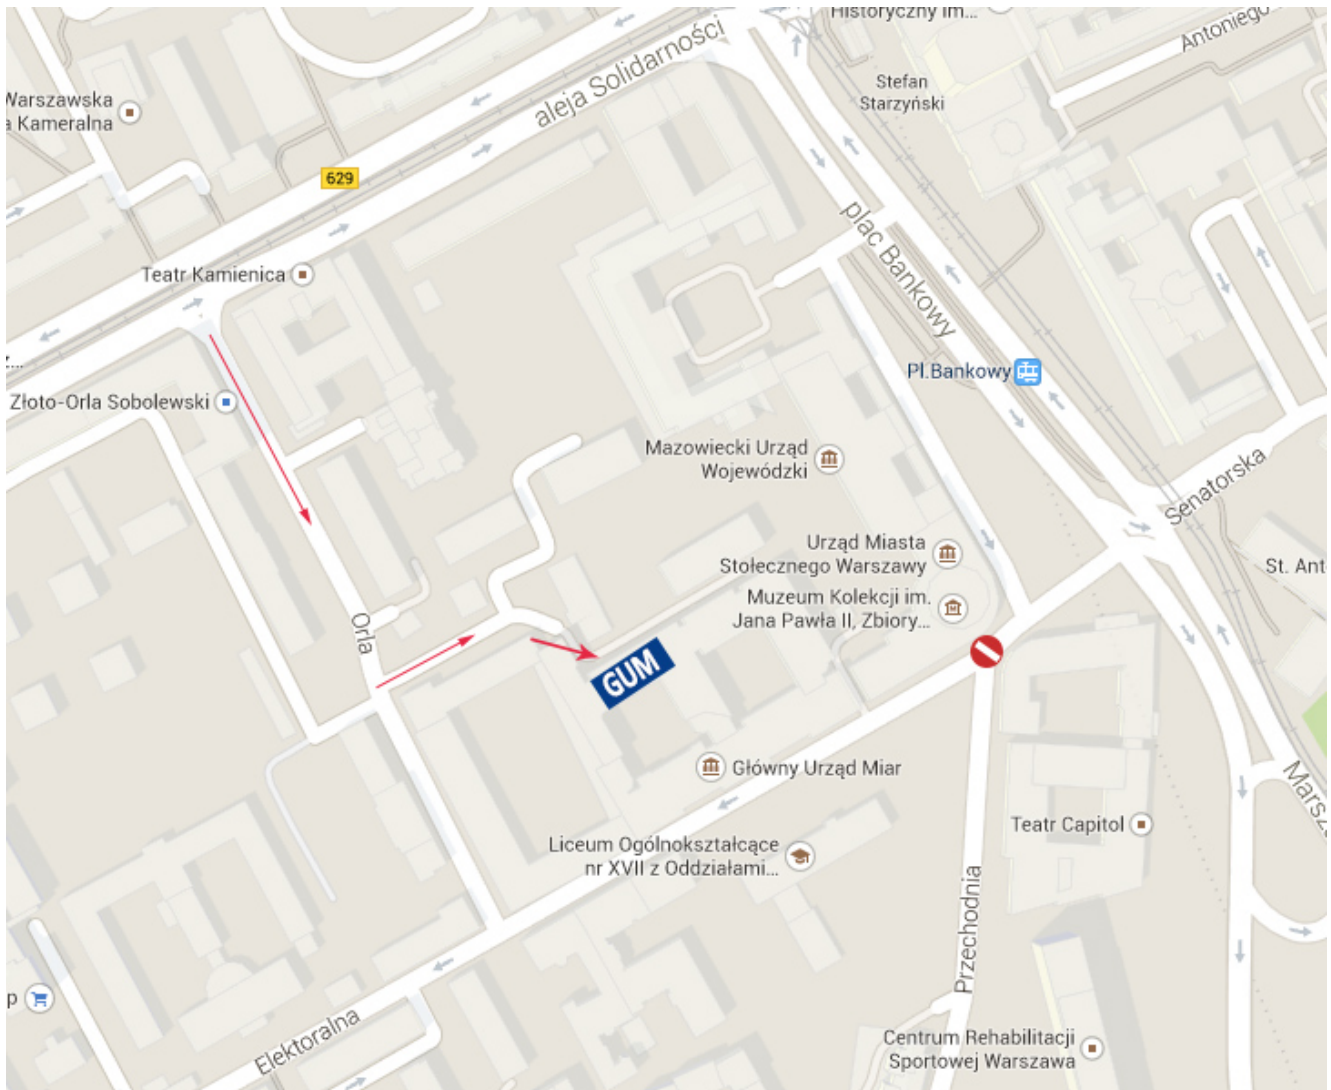 Historyczny im...
Antoniego
Stefan
Starzyński
aleja Solidarności
Warszawska
a Kameralna
629
plac Bankowy
Teatr Kamienica
z...
Pl.Bankowy
Złoto-Orla Sobolewski
Mazowiecki Urząd
Wojewódzki
Senatorska
Urząd Miasta
Stołecznego Warszawy
St. Ant
Muzeum Kolekcji im.
Jana Pawła II, Zbiory...
Orla
GUM
Główny Urząd Miar
Marsz
Teatr Capitol
Liceum Ogólnokształcące
nr XVII z Oddziałami...
Przechodnia
p
Elektoralna
Centrum Rehabilitacji
Sportowej Warszawa